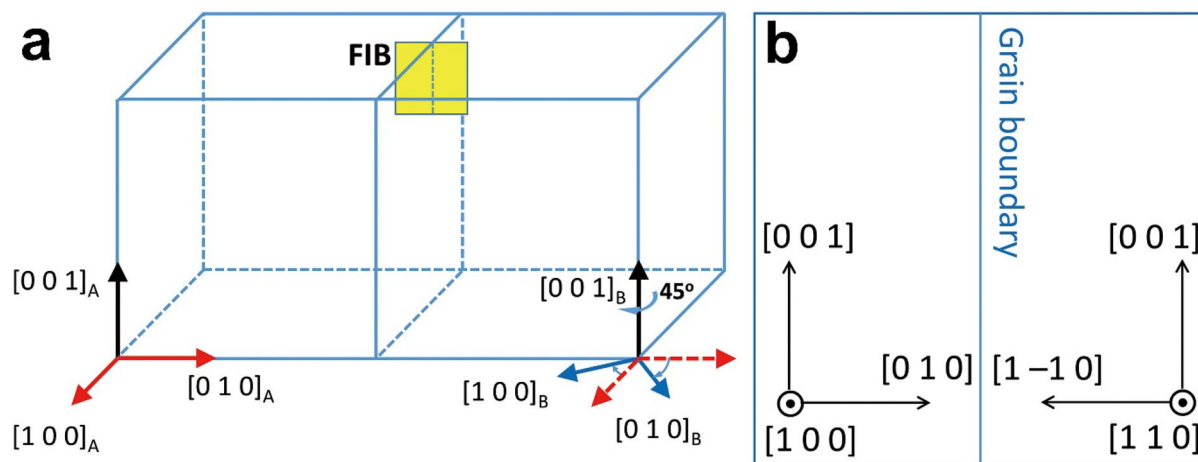 a
FIB
[0 0 1]A
[0 1 0]A
[1 0 0]A
[0 0 1]B
45º
[1 0 0]B
[0 1 0]B
b
Grain boundary
[0 0 1]
[0 1 0]
[1 0 0]
[0 0 1]
[1 –1 0]
[1 1 0]